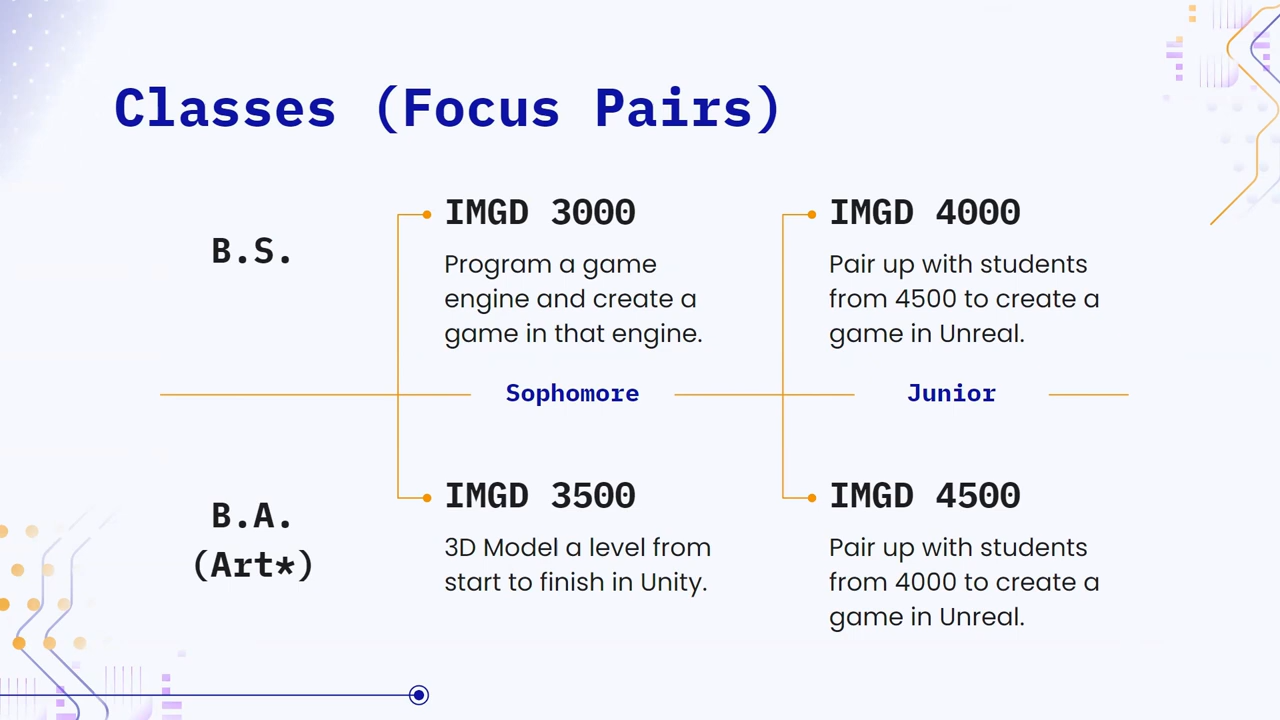 Classes (Focus Pairs)
B.S.
IMGD 3000
Program a game
engine and create a
game in that engine.
IMGD 4000
Pair up with students
from 4500 to create a
game in Unreal.
Sophomore
Junior
B.A.
(Art*)
IMGD 3500
3D Model a level from
start to finish in Unity.
IMGD 4500
Pair up with students
from 4000 to create a
game in Unreal.